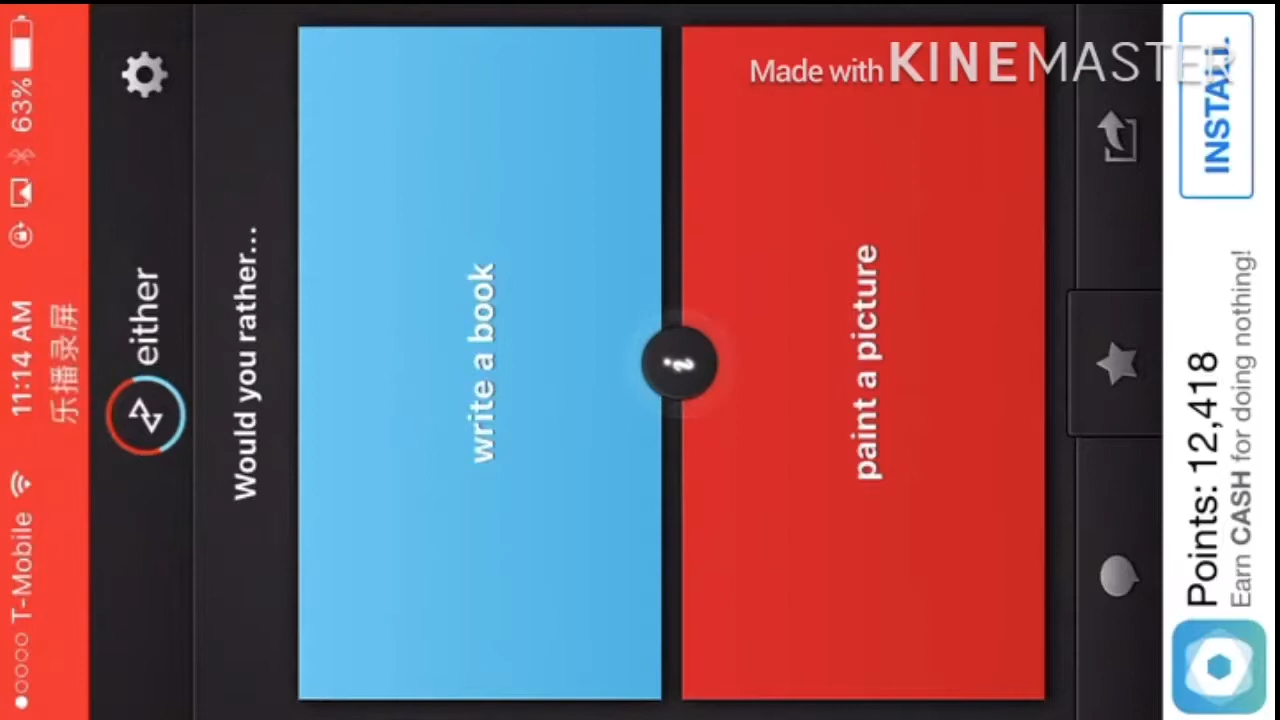 ●○○○○ T-Mobile 11:14 AM 63%
乐播录屏
either
Would you rather...
write a book
?
paint a picture
Points: 12,418
Earn CASH for doing nothing!
INSTALL
Made with KINEMASTER